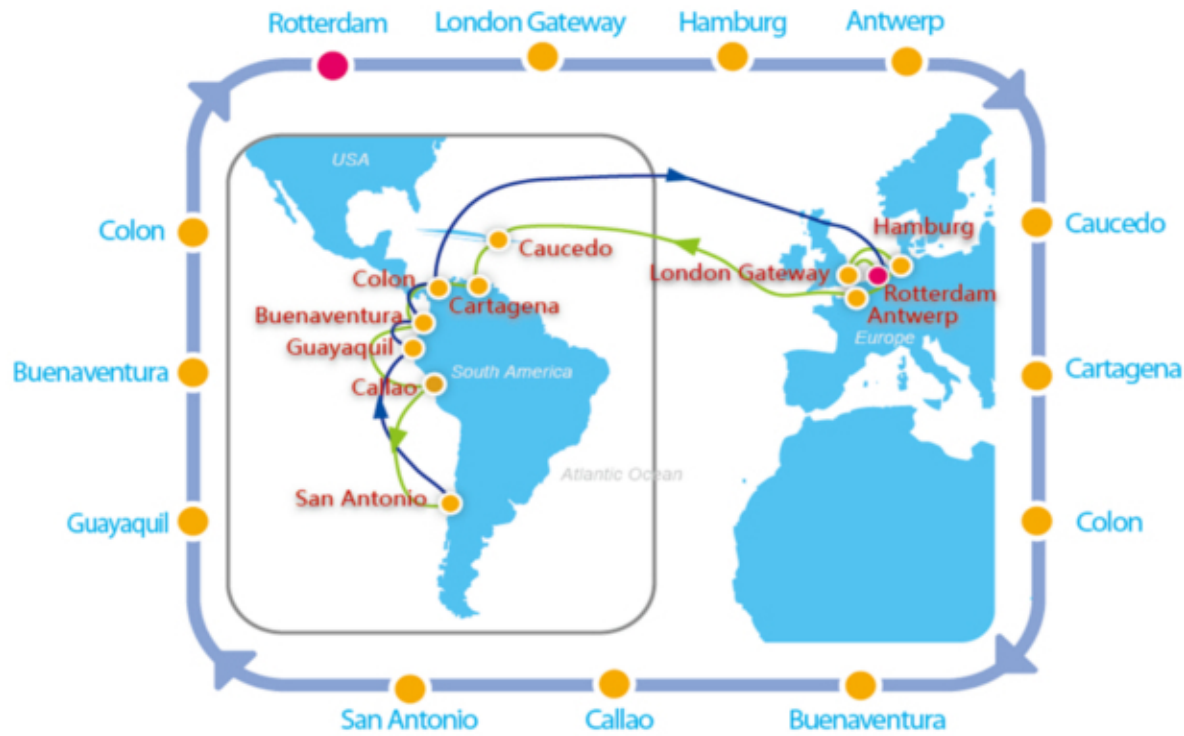 Rotterdam
London Gateway
Hamburg
Antwerp
USA
Colon
Caucedo
Hamburg
Caucedo
London Gateway
Colon
Rotterdam
Cartagena
Buenaventura
Antwerp
Europe
Guayaquil
South America
Buenaventura
Cartagena
Callao
Atlantic Ocean
San Antonio
Guayaquil
Colon
San Antonio
Callao
Buenaventura